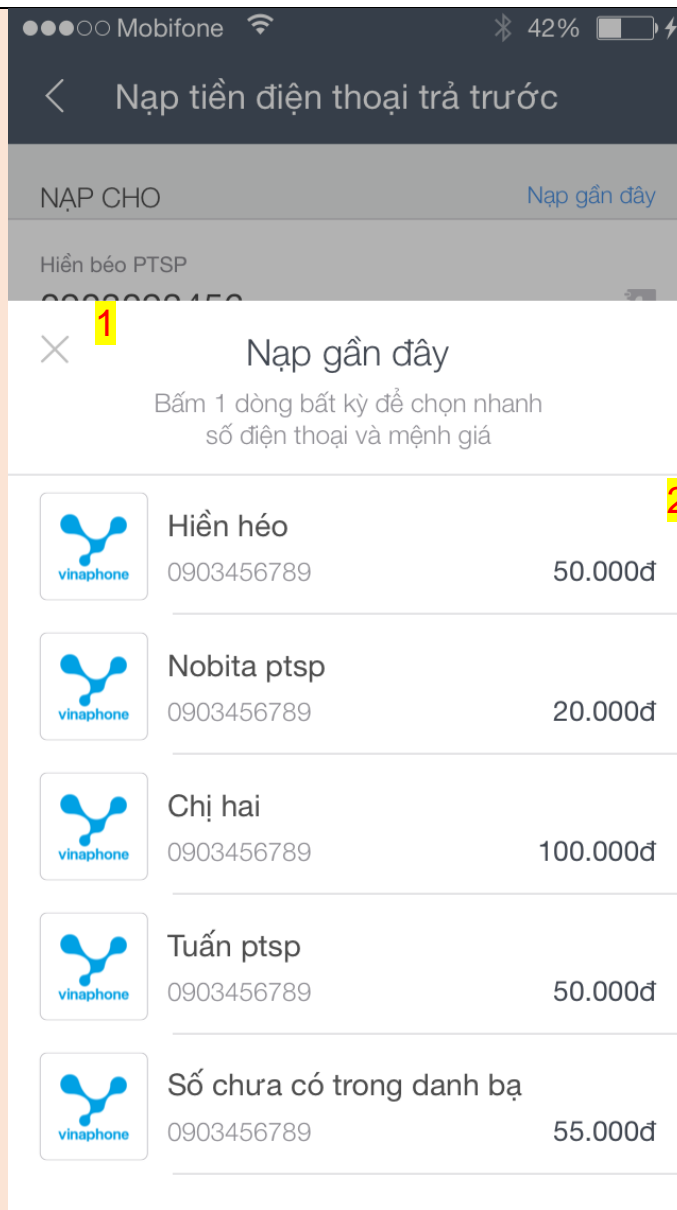 Mobifone 42%
Nạp tiền điện thoại trả trước
NẠP CHO Nạp gần đây
Hiền béo PTSP
1
Nạp gần đây
Bấm 1 dòng bất kỳ để chọn nhanh
số điện thoại và mệnh giá
2
Hiền héo
vinaphone 0903456789 50.000đ
Nobita ptsp
vinaphone 0903456789 20.000đ
Chị hai
vinaphone 0903456789 100.000đ
Tuấn ptsp
vinaphone 0903456789 50.000đ
Số chưa có trong danh bạ
vinaphone 0903456789 55.000đ